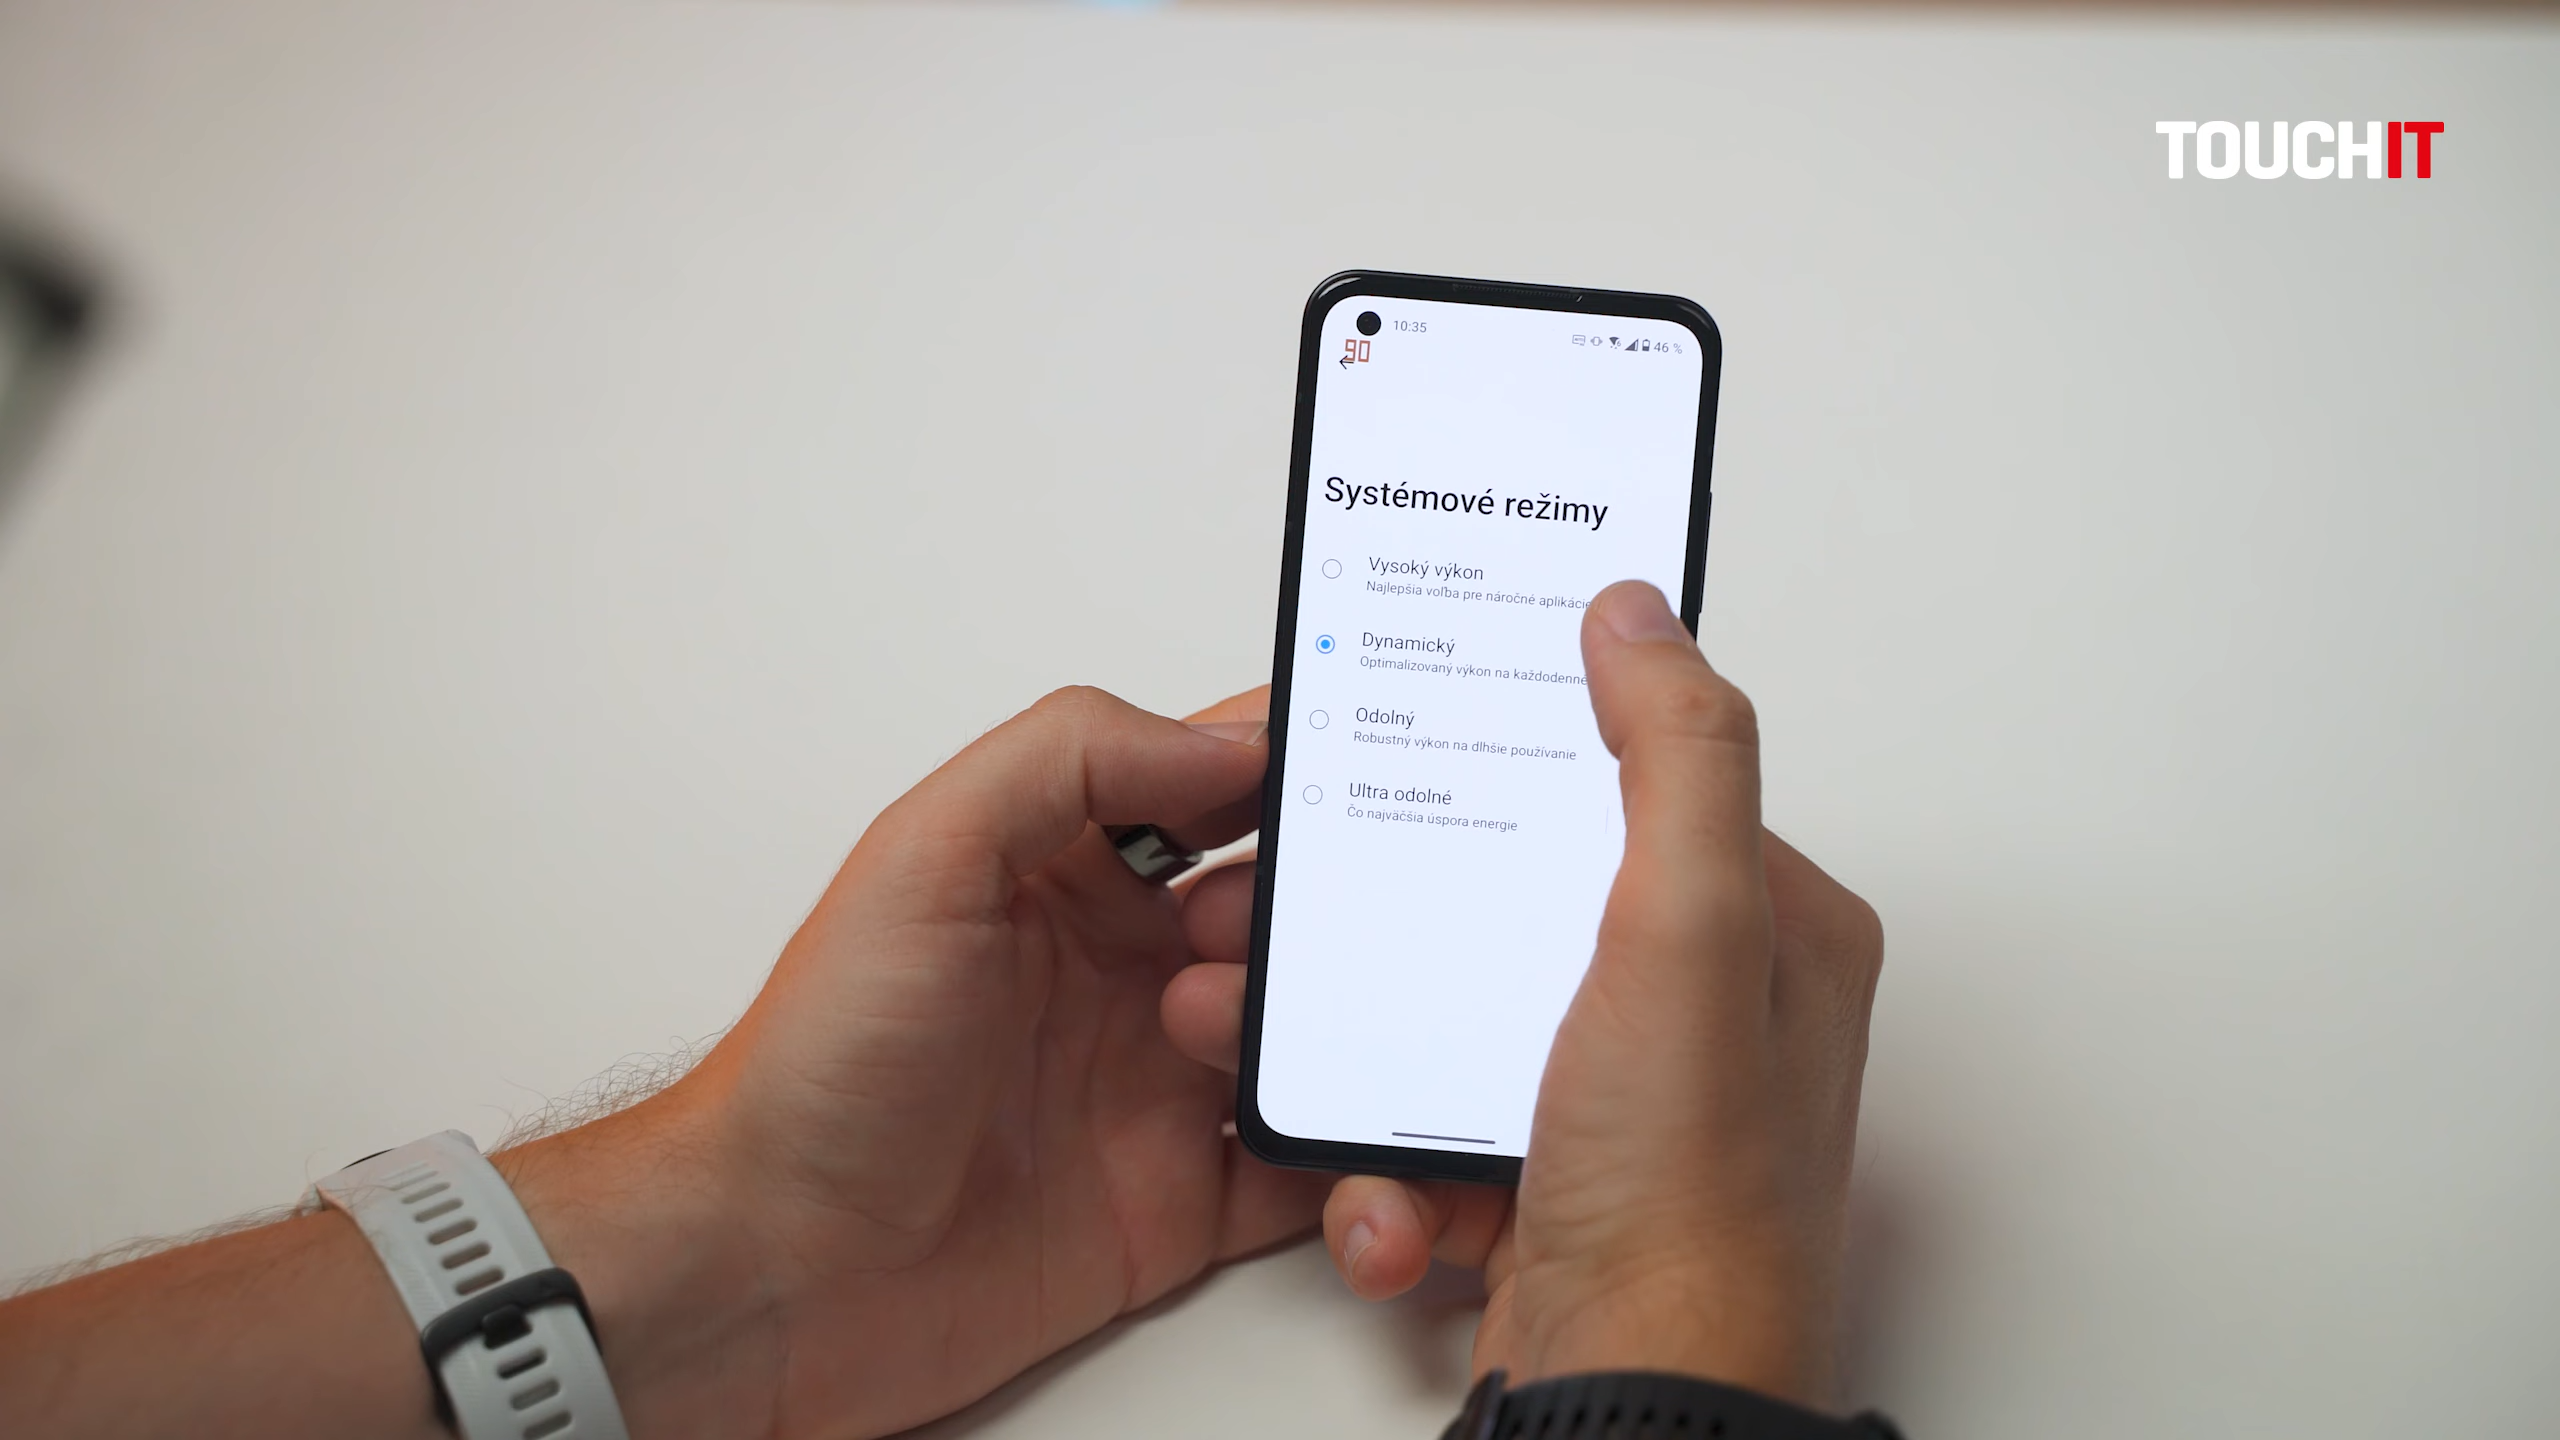 TOUCHIT
10:35
46 %
90
Systémové režimy
Vysoký výkon
Najlepšia voľba pre náročné aplikácie
Dynamický
Optimalizovaný výkon na každodenné
Odolný
Robustný výkon na dlhšie používanie
Ultra odolné
Čo najväčšia úspora energie